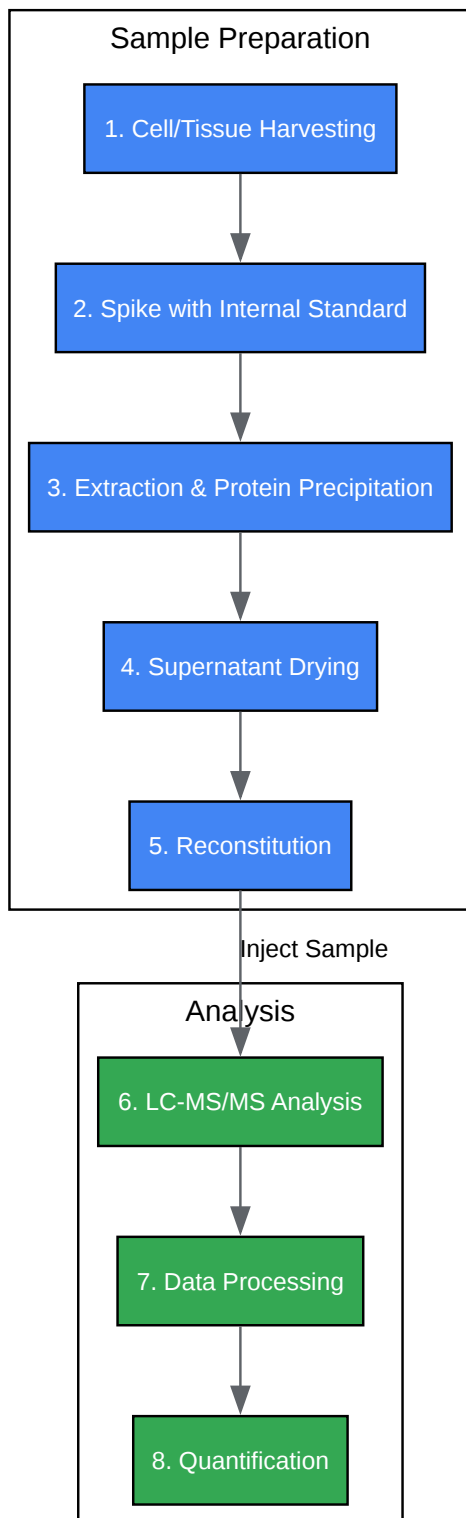 Sample Preparation
1. Cell/Tissue Harvesting
2. Spike with Internal Standard
3. Extraction & Protein Precipitation
4. Supernatant Drying
5. Reconstitution
Inject Sample
Analysis
6. LC-MS/MS Analysis
7. Data Processing
8. Quantification